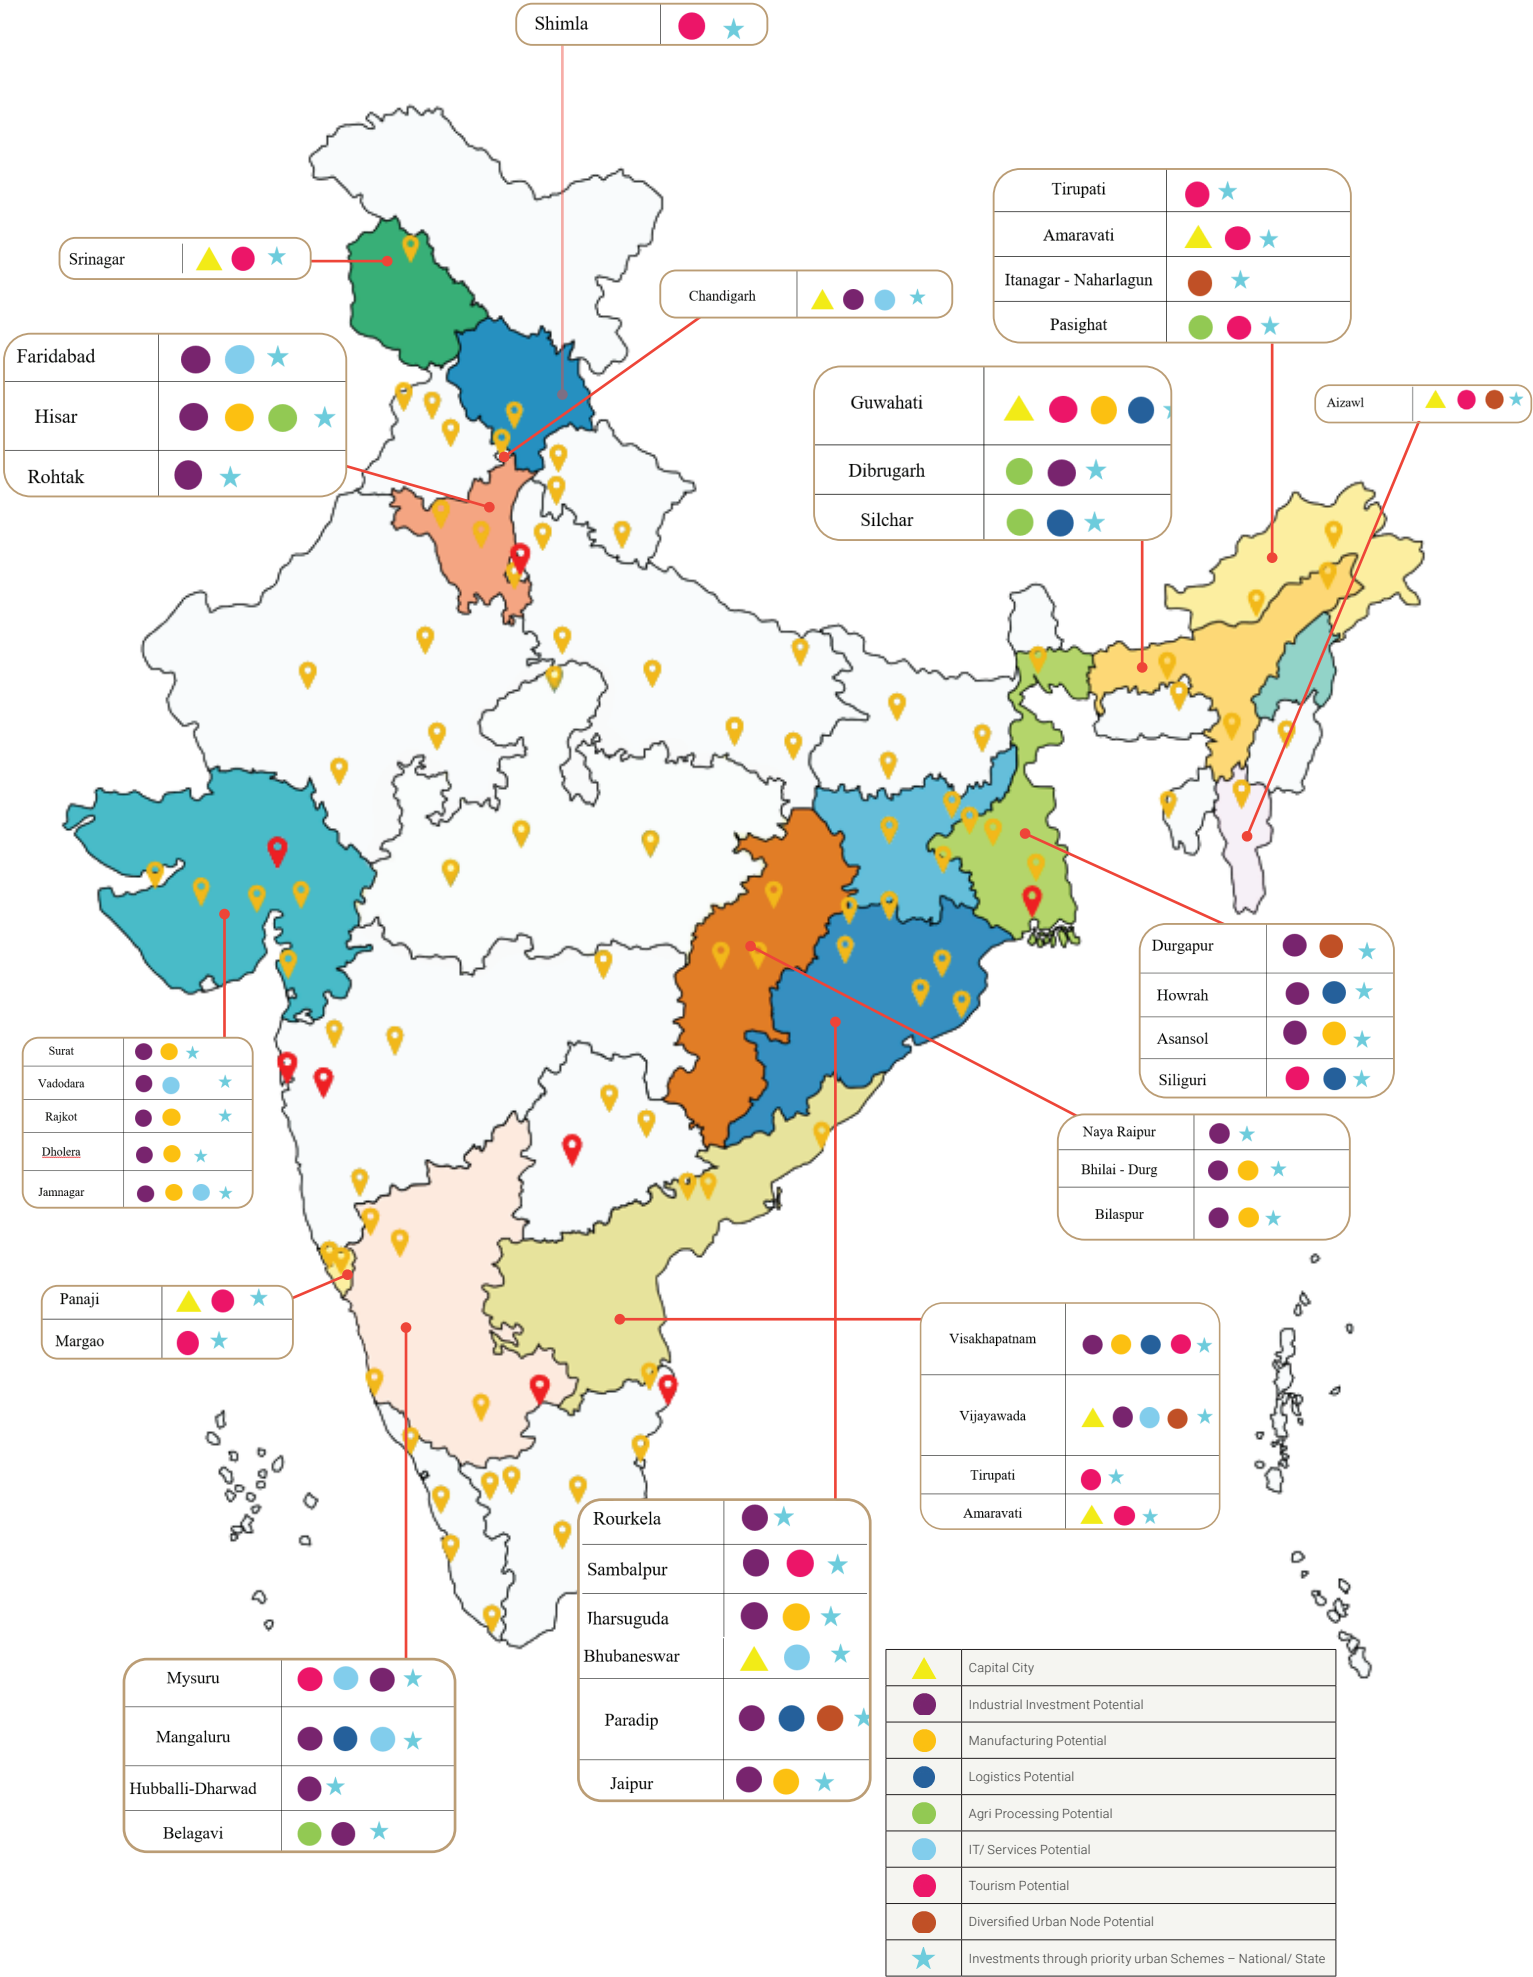 Shimla
Tirupati
Amaravati
Itanagar - Naharlagun
Pasighat
Srinagar
Chandigarh
Faridabad
Hisar
Rohtak
Guwahati
Dibrugarh
Silchar
Aizawl
Durgapur
Howrah
Asansol
Siliguri
Surat
Vadodara
Rajkot
Dholera
Jamnagar
Naya Raipur
Bhilai - Durg
Bilaspur
Panaji
Margao
Visakhapatnam
Vijayawada
Tirupati
Amaravati
Rourkela
Sambalpur
Jharsuguda
Bhubaneswar
Paradip
Jaipur
Mysuru
Mangaluru
Hubballi-Dharwad
Belagavi
Capital City
Industrial Investment Potential
Manufacturing Potential
Logistics Potential
Agri Processing Potential
IT/ Services Potential
Tourism Potential
Diversified Urban Node Potential
Investments through priority urban Schemes – National/ State